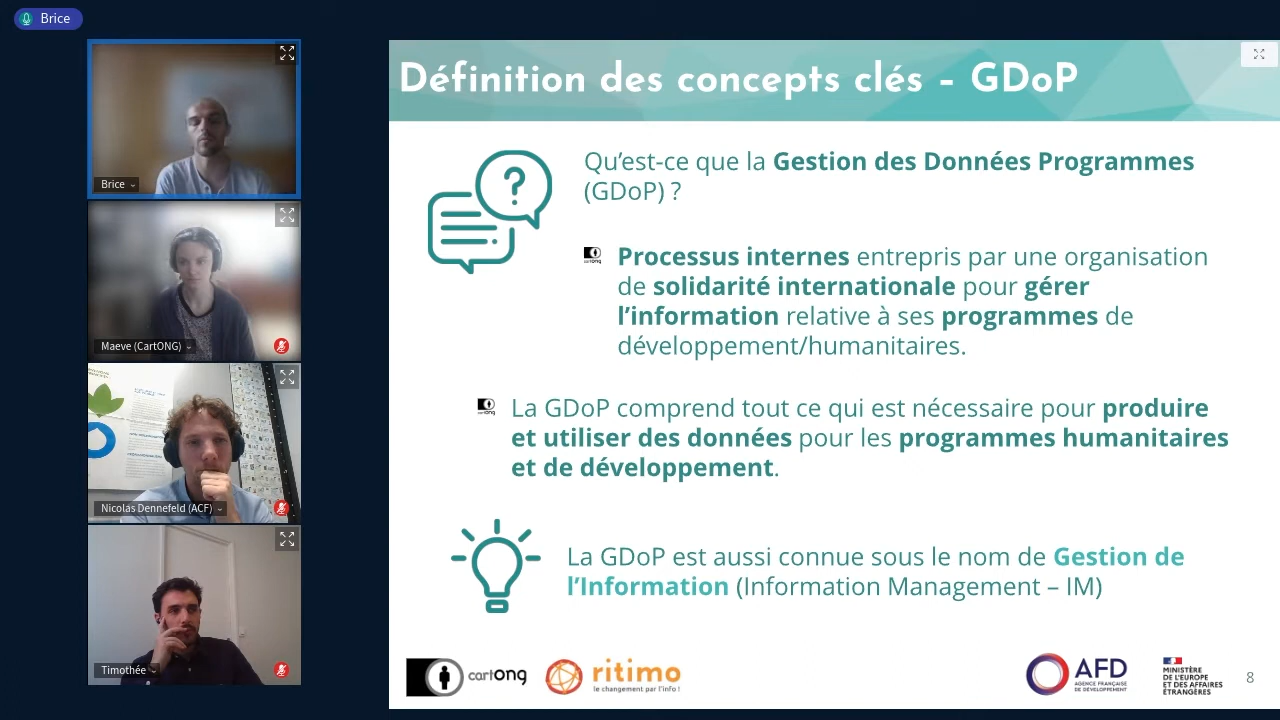 Brice
Brice
Maeve (CartONG)
Nicolas Dennefeld (ACF)
Timothée
Définition des concepts clés – GDoP
Qu'est-ce que la Gestion des Données Programmes
(GDoP) ?
Processus internes entrepris par une organisation
de solidarité internationale pour gérer
l'information relative à ses programmes de
développement/humanitaires.
La GDoP comprend tout ce qui est nécessaire pour produire
et utiliser des données pour les programmes humanitaires
et de développement.
La GDoP est aussi connue sous le nom de Gestion de
l'Information (Information Management – IM)
cartONG
ritimo
le changement par l'info !
AFD
AGENCE FRANÇAISE
DE DÉVELOPPEMENT
MINISTÈRE
DE L'EUROPE
ET DES AFFAIRES
ÉTRANGÈRES
8